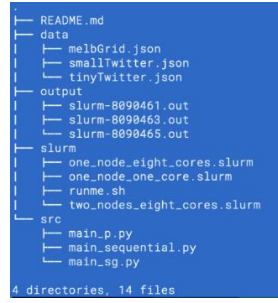 .
├── README.md
├── data
│   ├── melbGrid.json
│   ├── smallTwitter.json
│   └── tinyTwitter.json
├── output
│   ├── slurm-8090461.out
│   ├── slurm-8090463.out
│   └── slurm-8090465.out
├── slurm
│   ├── one_node_eight_cores.slurm
│   ├── one_node_one_core.slurm
│   ├── runme.sh
│   └── two_nodes_eight_cores.slurm
└── src
    ├── main_p.py
    ├── main_sequential.py
    └── main_sg.py
4 directories, 14 files